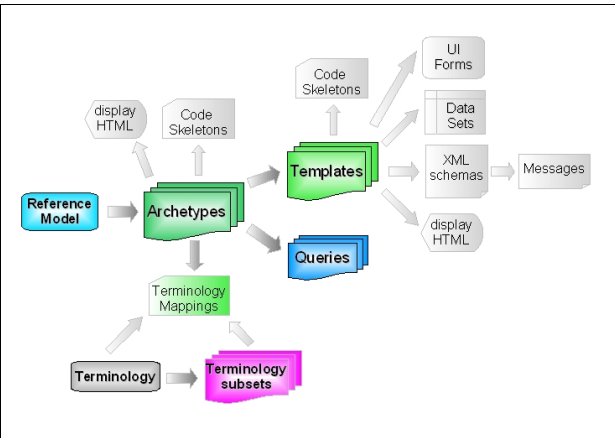 UI
Forms
Code
Skeletons
display
HTML
Code
Skeletons
Data
Sets
Templates
XML
schemas
Messages
Reference
Model
Archetypes
display
HTML
Queries
Terminology
Mappings
Terminology
Terminology
subsets